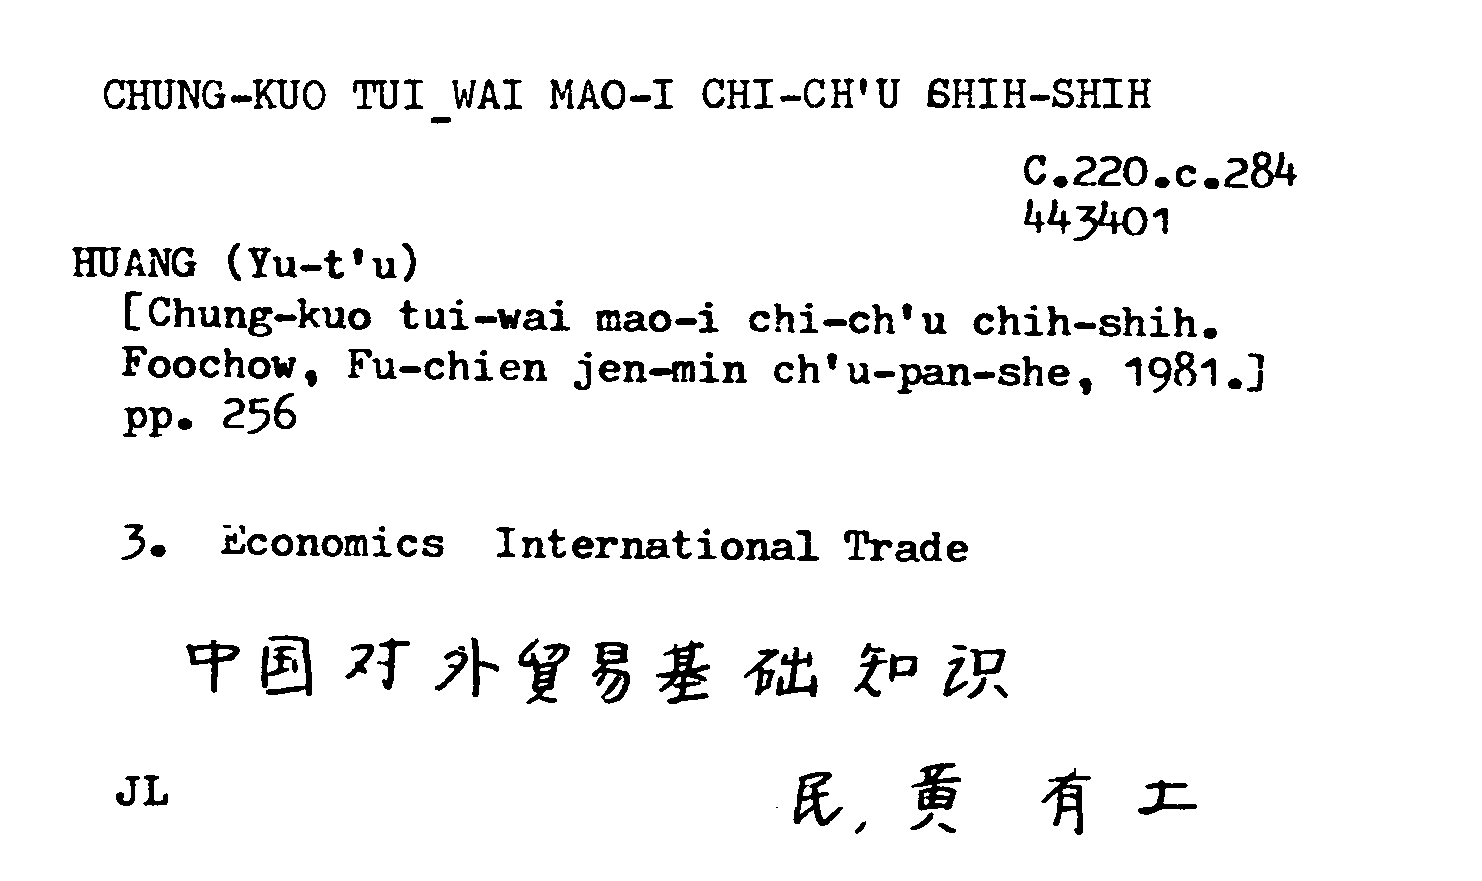 CHUNG-KUO TUI_WAI MAO-I CHI-CH'U SHIH-SHIH
C.220.c.284
443401
HUANG (Yu-t'u)
[Chung-kuo tui-wai mao-i chi-ch'u chih-shih.
Foochow, Fu-chien jen-min ch'u-pan-she, 1981.]
pp. 256
3. Economics International Trade
中国对外貿易基础知识
JL 民, 黄 有 土